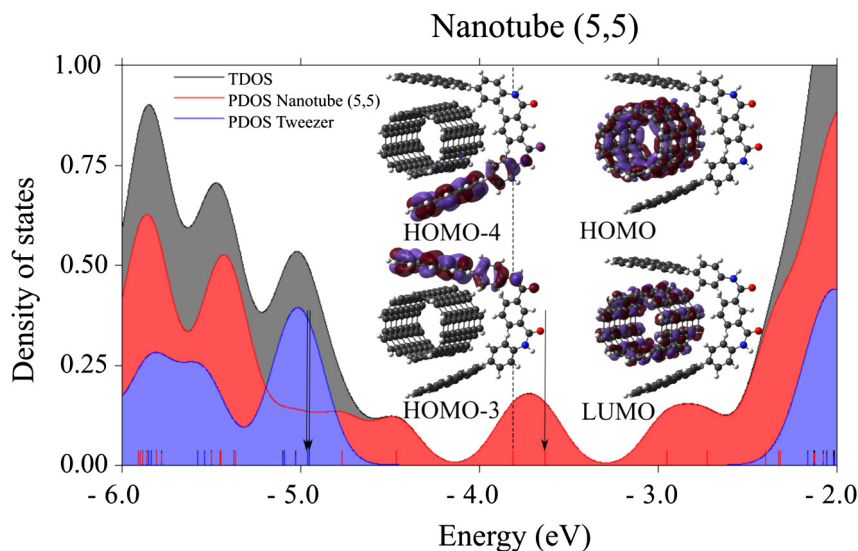 Nanotube (5,5)
1.00
0.75
0.50
0.25
0.00
Density of states
TDOS
PDOS Nanotube (5,5)
PDOS Tweezer
HOMO-4
HOMO
HOMO-3
LUMO
- 6.0
- 5.0
- 4.0
- 3.0
- 2.0
Energy (eV)